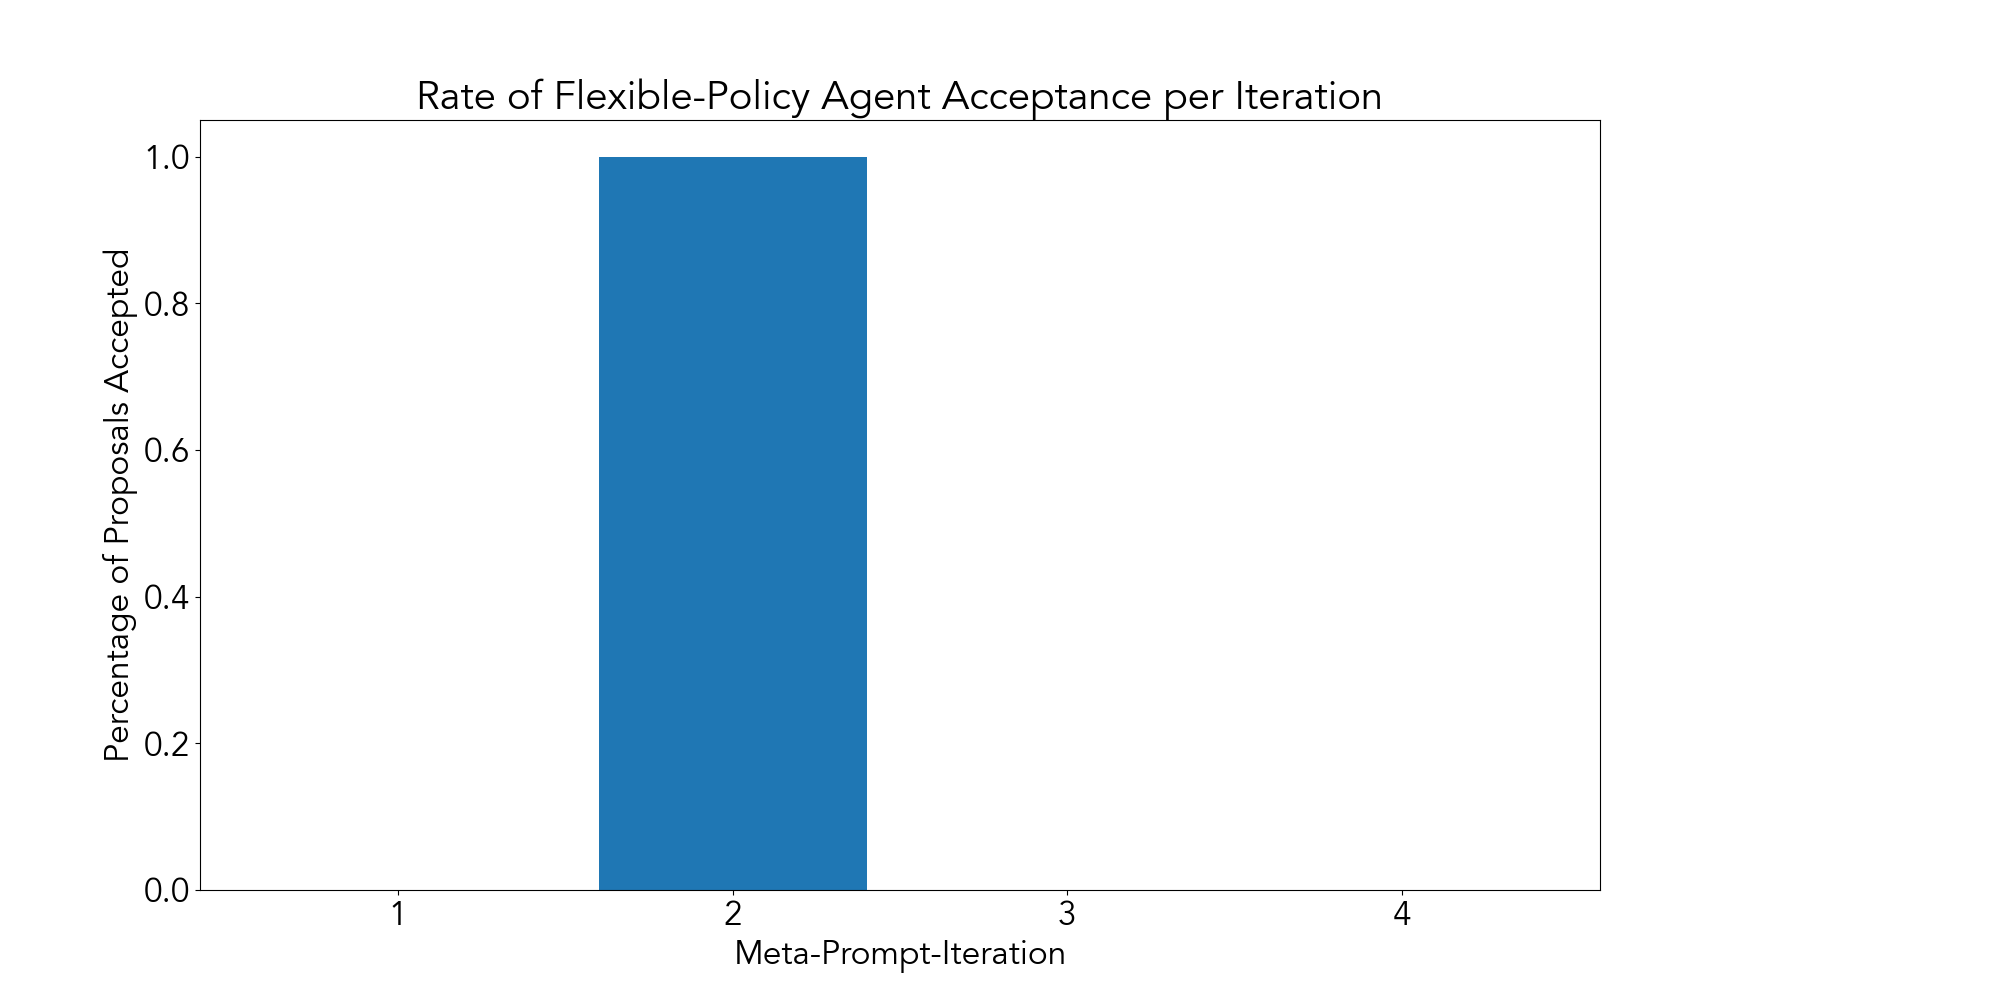 Rate of Flexible-Policy Agent Acceptance per Iteration
Percentage of Proposals Accepted
1.0
0.8
0.6
0.4
0.2
0.0
1 2 3 4
Meta-Prompt-Iteration